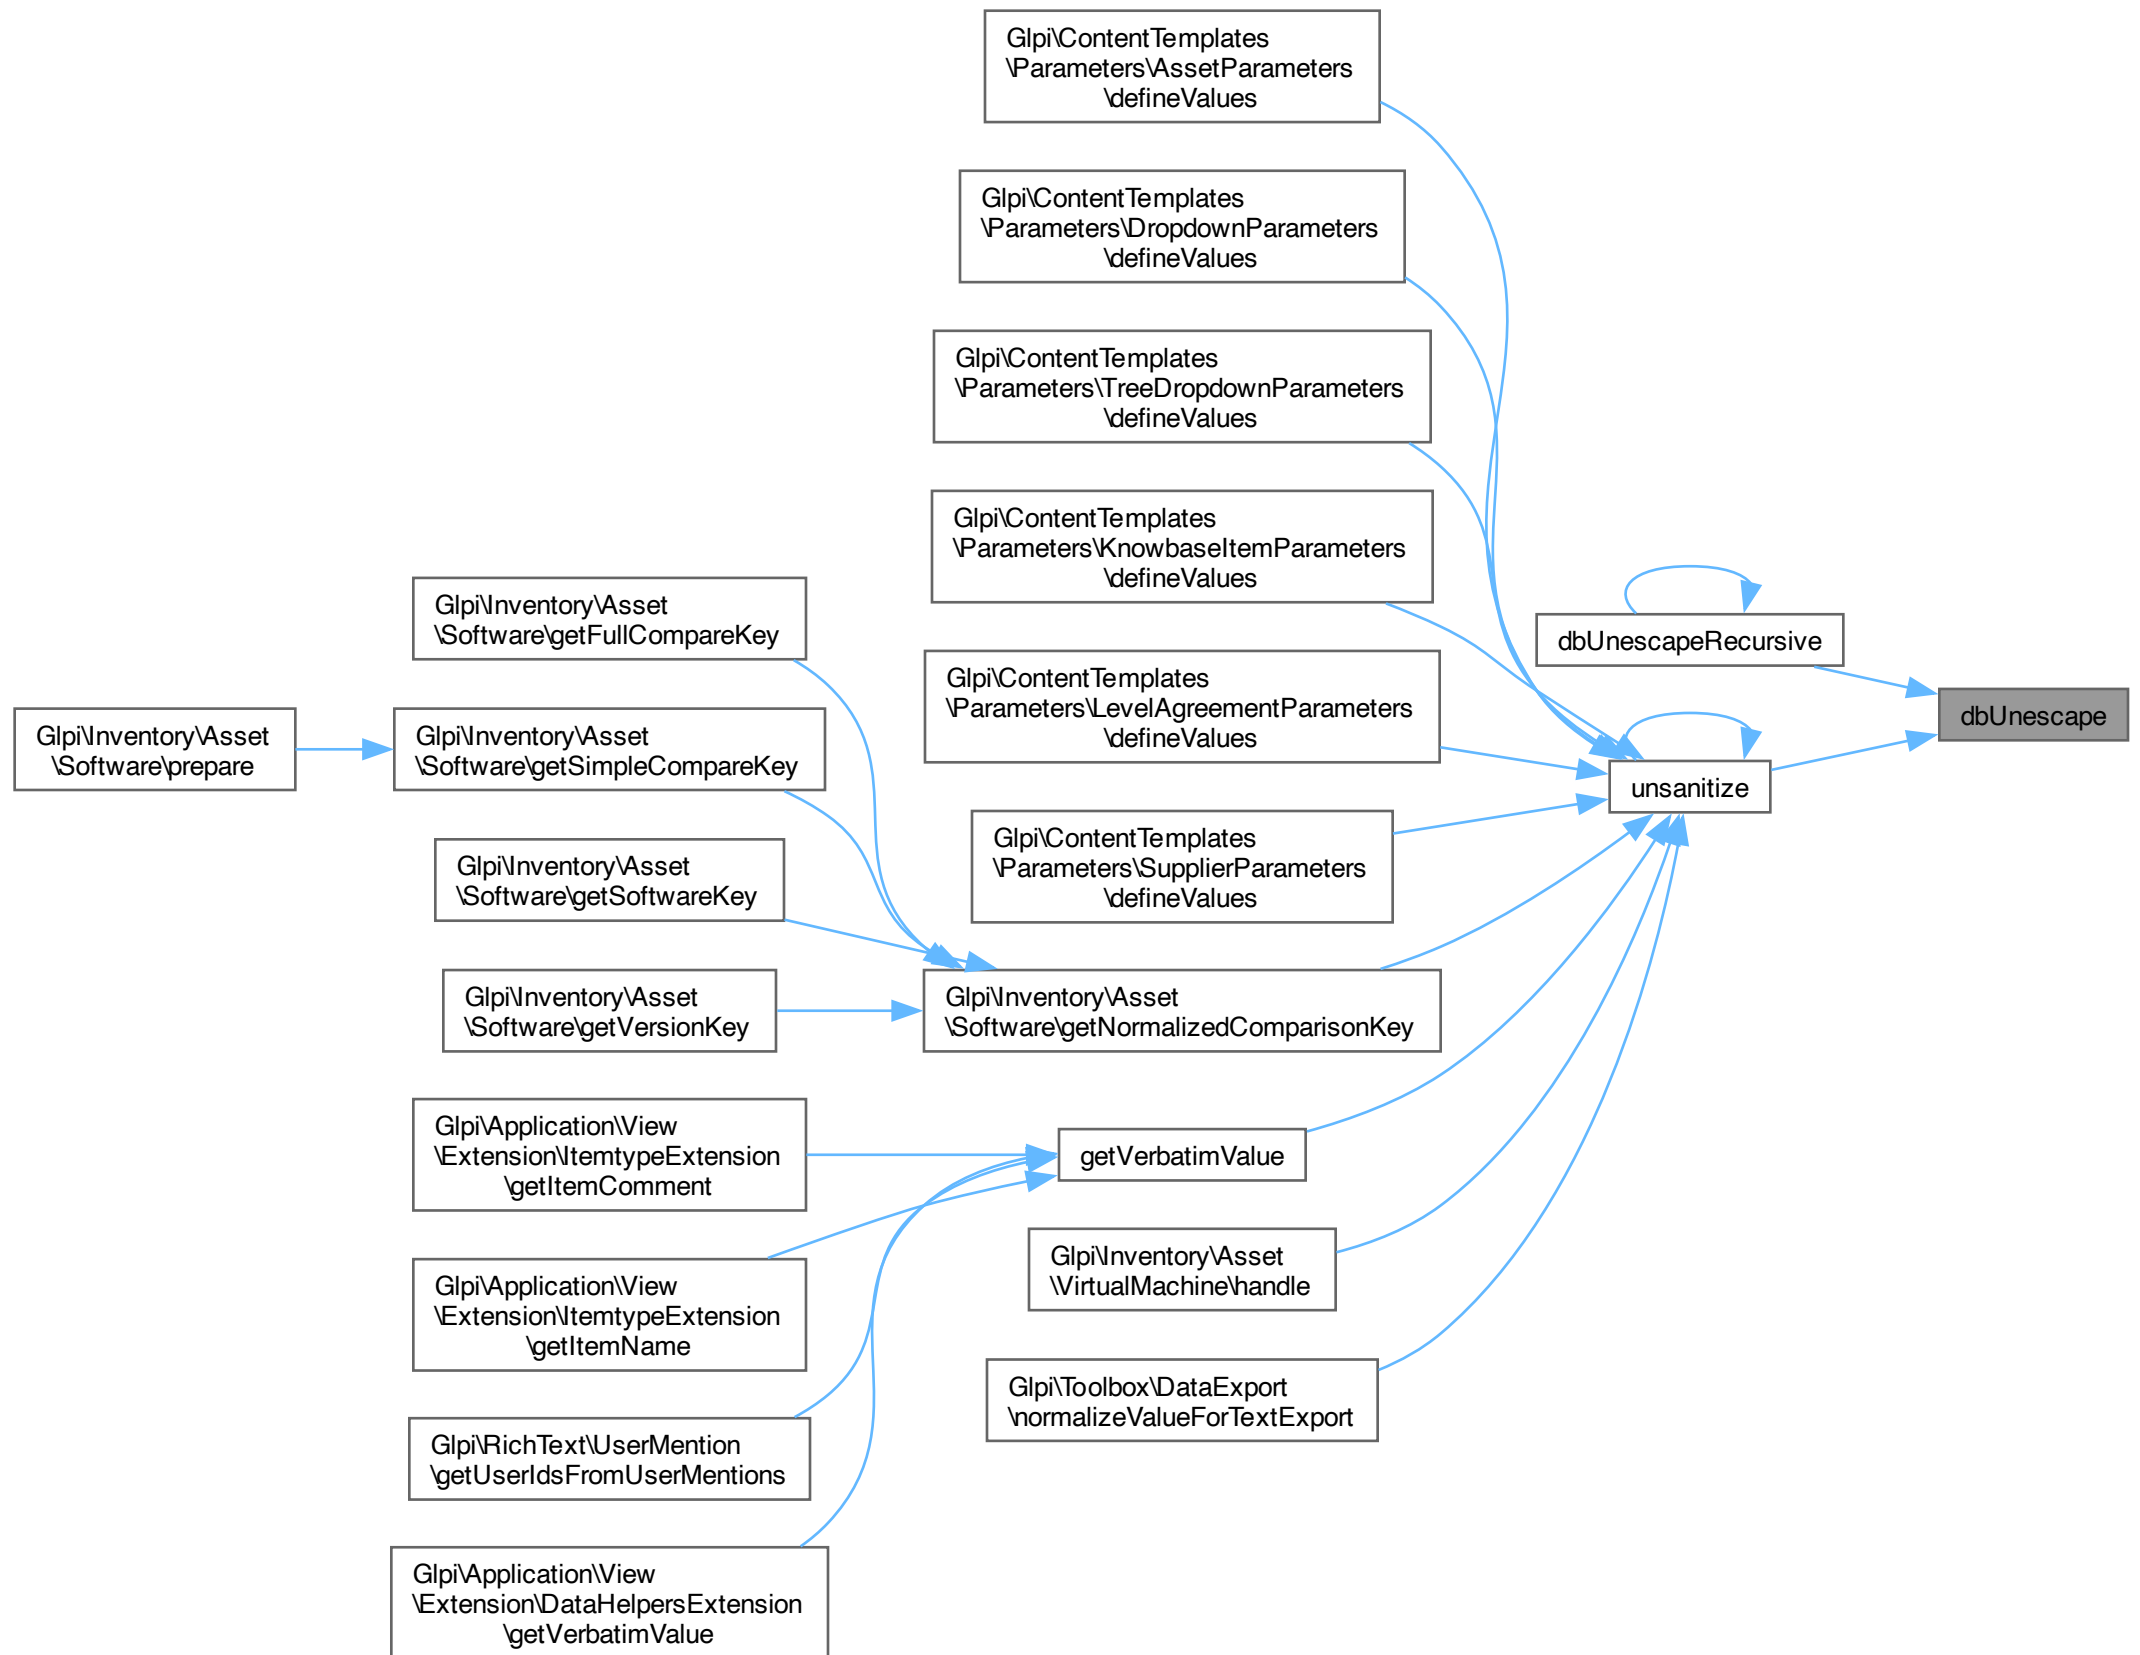 Glpi\ContentTemplates
\Parameters\AssetParameters
\defineValues
Glpi\ContentTemplates
\Parameters\DropdownParameters
\defineValues
Glpi\ContentTemplates
\Parameters\TreeDropdownParameters
\defineValues
Glpi\ContentTemplates
\Parameters\KnowbaseItemParameters
\defineValues
Glpi\Inventory\Asset
\Software\getFullCompareKey
dbUnescapeRecursive
Glpi\ContentTemplates
\Parameters\LevelAgreementParameters
\defineValues
Glpi\Inventory\Asset
\Software\prepare
Glpi\Inventory\Asset
\Software\getSimpleCompareKey
dbUnescape
unsanitize
Glpi\ContentTemplates
\Parameters\SupplierParameters
\defineValues
Glpi\Inventory\Asset
\Software\getSoftwareKey
Glpi\Inventory\Asset
\Software\getVersionKey
Glpi\Inventory\Asset
\Software\getNormalizedComparisonKey
Glpi\Application\View
\Extension\ItemtypeExtension
\getItemComment
getVerbatimValue
Glpi\Inventory\Asset
\VirtualMachine\handle
Glpi\Application\View
\Extension\ItemtypeExtension
\getItemName
Glpi\Toolbox\DataExport
\normalizeValueForTextExport
Glpi\RichText\UserMention
\getUserIdsFromUserMentions
Glpi\Application\View
\Extension\DataHelpersExtension
\getVerbatimValue